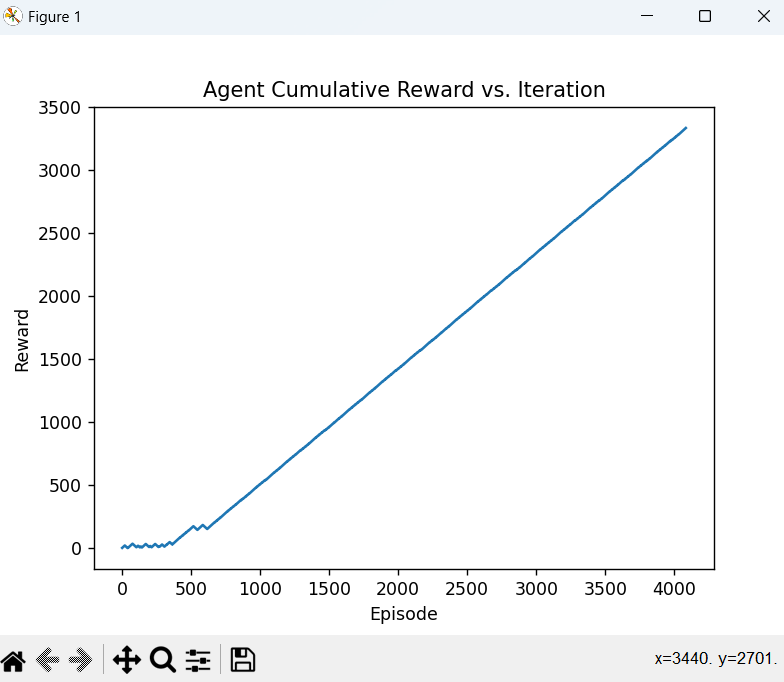 Figure 1
Agent Cumulative Reward vs. Iteration
3500
3000
2500
2000
1500
1000
500
0
Reward
0 500 1000 1500 2000 2500 3000 3500 4000
Episode
x=3440. y=2701.